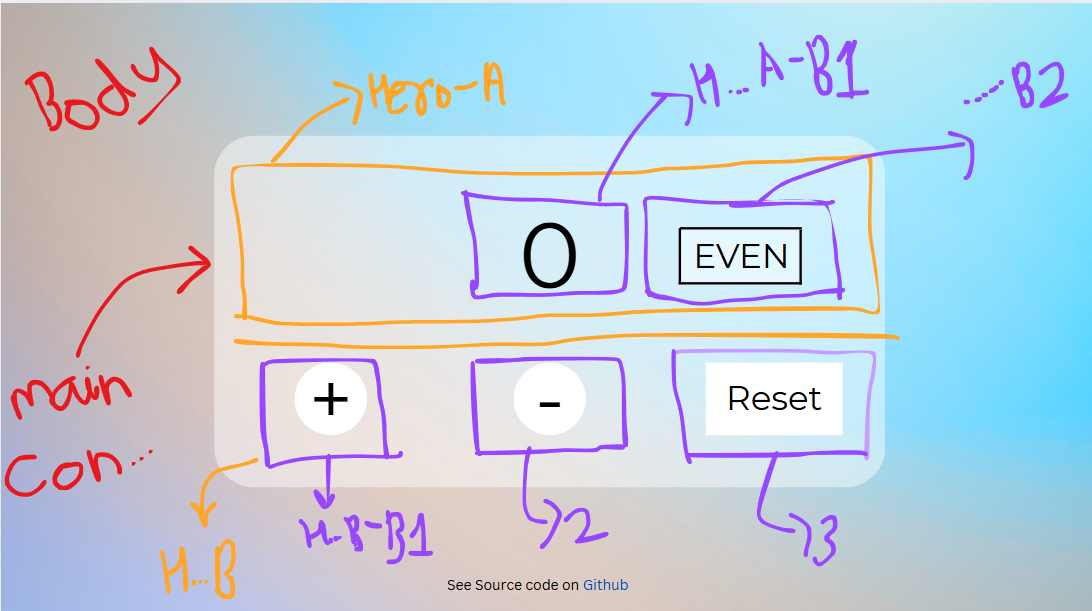 Body
Hero-A
H...A-B1
...B2
0
EVEN
main
Con...
+
-
Reset
H...B
H..B-B1
2
3
See Source code on Github